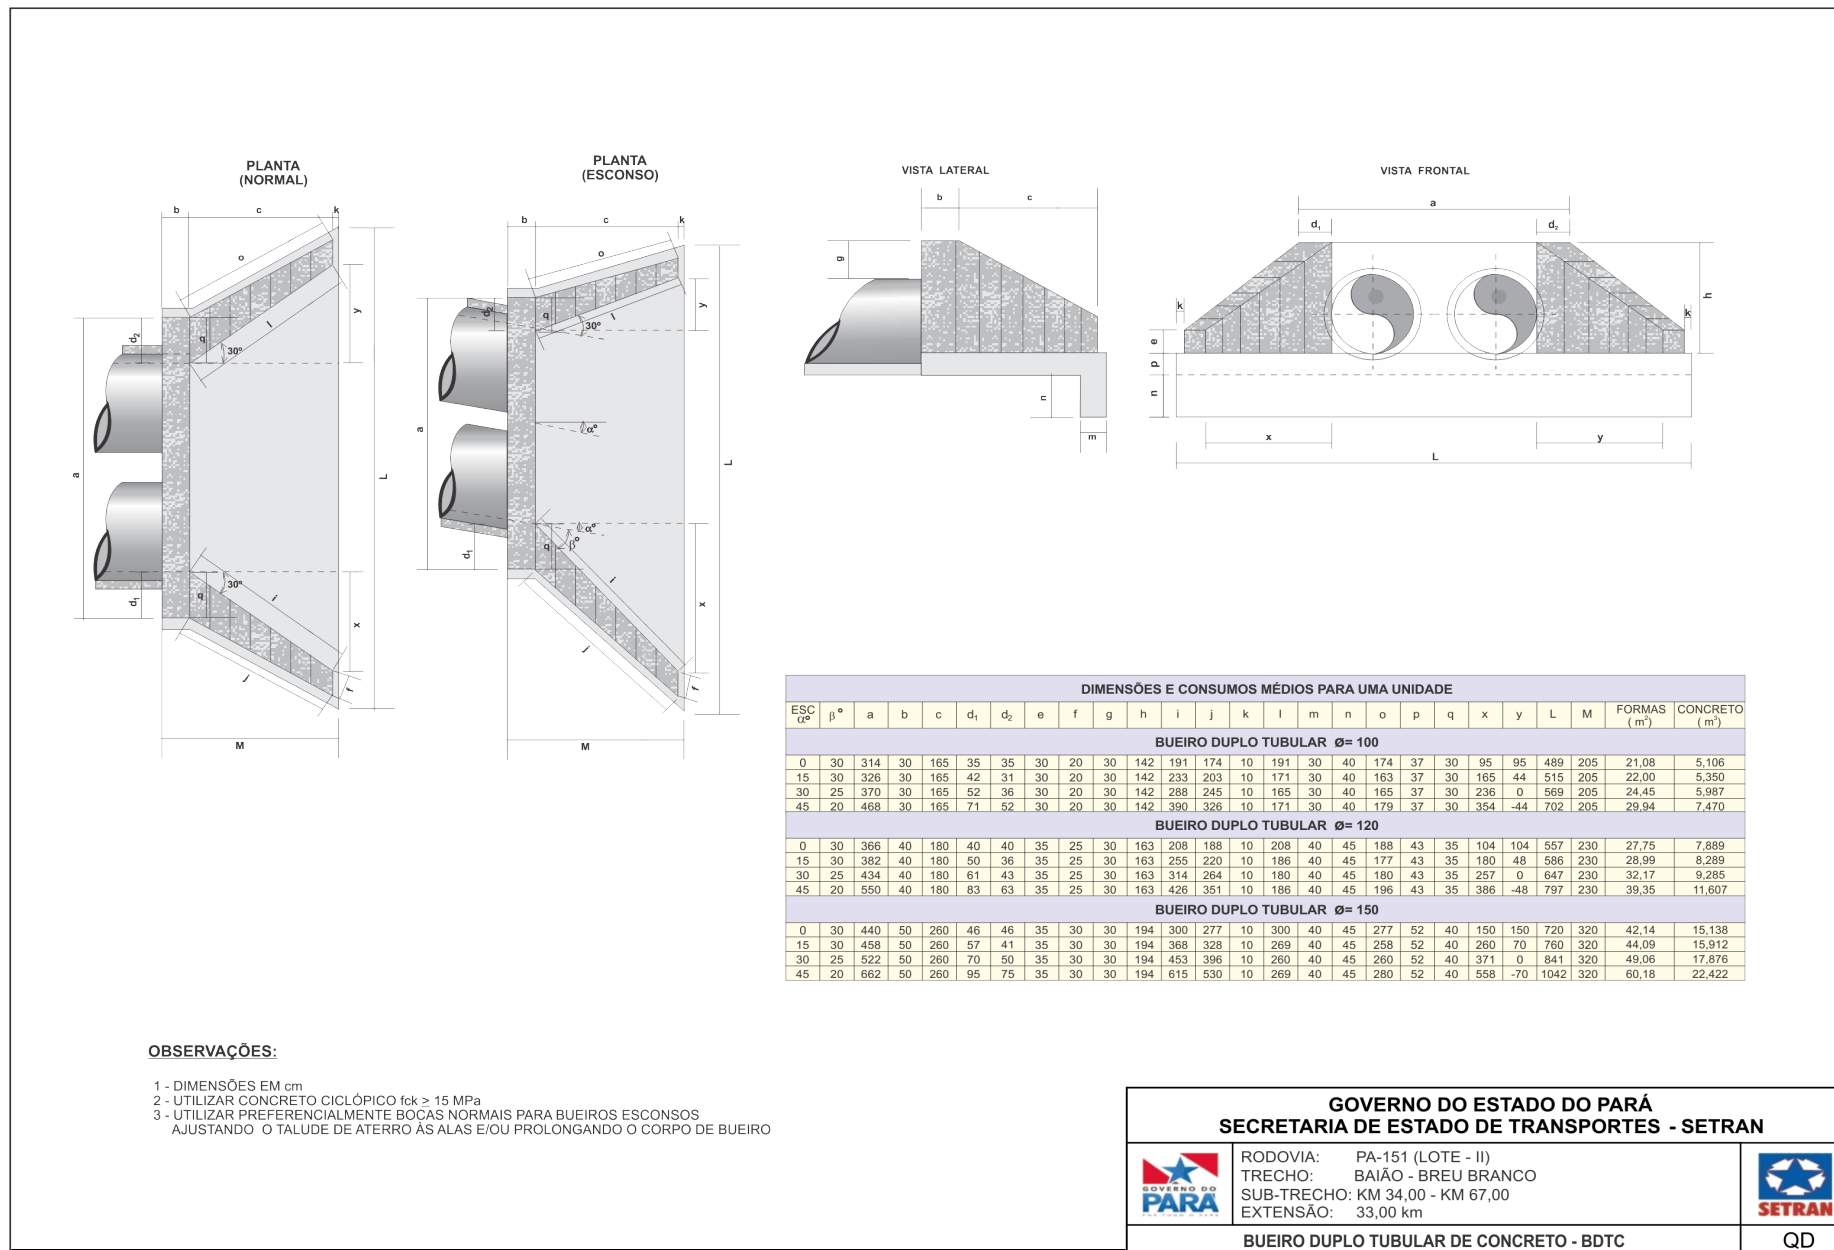 PLANTA
(NORMAL)
b c k
o
l
y
d2
q
30º
a
L
30º
q
i
d1
x
j
f
M
PLANTA
(ESCONSO)
b c k
o
d2
q
30º
l
y
a
αº
L
αº
βº
q
d1
i
x
j
f
M
VISTA LATERAL
b c
g
n
m
VISTA FRONTAL
a
d1 d2
k k
h
e
p
n
x y
L
DIMENSÕES E CONSUMOS MÉDIOS PARA UMA UNIDADE
ESC αº β° a b c d1 d2 e f g h i j k l m n o p q x y L M FORMAS (m²) CONCRETO (m³)
BUEIRO DUPLO TUBULAR Ø= 100
0 30 314 30 165 35 35 30 20 30 142 191 174 10 191 30 40 174 37 30 95 95 489 205 21,08 5,106
15 30 326 30 165 42 31 30 20 30 142 233 203 10 171 30 40 163 37 30 165 44 515 205 22,00 5,350
30 25 370 30 165 52 36 30 20 30 142 288 245 10 165 30 40 165 37 30 236 0 569 205 24,45 5,987
45 20 468 30 165 71 52 30 20 30 142 390 326 10 171 30 40 179 37 30 354 -44 702 205 29,94 7,470
BUEIRO DUPLO TUBULAR Ø= 120
0 30 366 40 180 40 40 35 25 30 163 208 188 10 208 40 45 188 43 35 104 104 557 230 27,75 7,889
15 30 382 40 180 50 36 35 25 30 163 255 220 10 186 40 45 177 43 35 180 48 586 230 28,99 8,289
30 25 434 40 180 61 43 35 25 30 163 314 264 10 180 40 45 180 43 35 257 0 647 230 32,17 9,285
45 20 550 40 180 83 63 35 25 30 163 426 351 10 186 40 45 196 43 35 386 -48 797 230 39,35 11,607
BUEIRO DUPLO TUBULAR Ø= 150
0 30 440 50 260 46 46 35 30 30 194 300 277 10 300 40 45 277 52 40 150 150 720 320 42,14 15,138
15 30 458 50 260 57 41 35 30 30 194 368 328 10 269 40 45 258 52 40 260 70 760 320 44,09 15,912
30 25 522 50 260 70 50 35 30 30 194 453 396 10 260 40 45 260 52 40 371 0 841 320 49,06 17,876
45 20 662 50 260 95 75 35 30 30 194 615 530 10 269 40 45 280 52 40 558 -70 1042 320 60,18 22,422
OBSERVAÇÕES:
1 - DIMENSÕES EM cm
2 - UTILIZAR CONCRETO CICLÓPICO fck ≥ 15 MPa
3 - UTILIZAR PREFERENCIALMENTE BOCAS NORMAIS PARA BUEIROS ESCONSOS
AJUSTANDO O TALUDE DE ATERRO ÀS ALAS E/OU PROLONGANDO O CORPO DE BUEIRO
GOVERNO DO ESTADO DO PARÁ
SECRETARIA DE ESTADO DE TRANSPORTES - SETRAN
GOVERNO DO
PARÁ
RODOVIA: PA-151 (LOTE - II)
TRECHO: BAIÃO - BREU BRANCO
SUB-TRECHO: KM 34,00 - KM 67,00
EXTENSÃO: 33,00 km
SETRAN
BUEIRO DUPLO TUBULAR DE CONCRETO - BDTC
QD